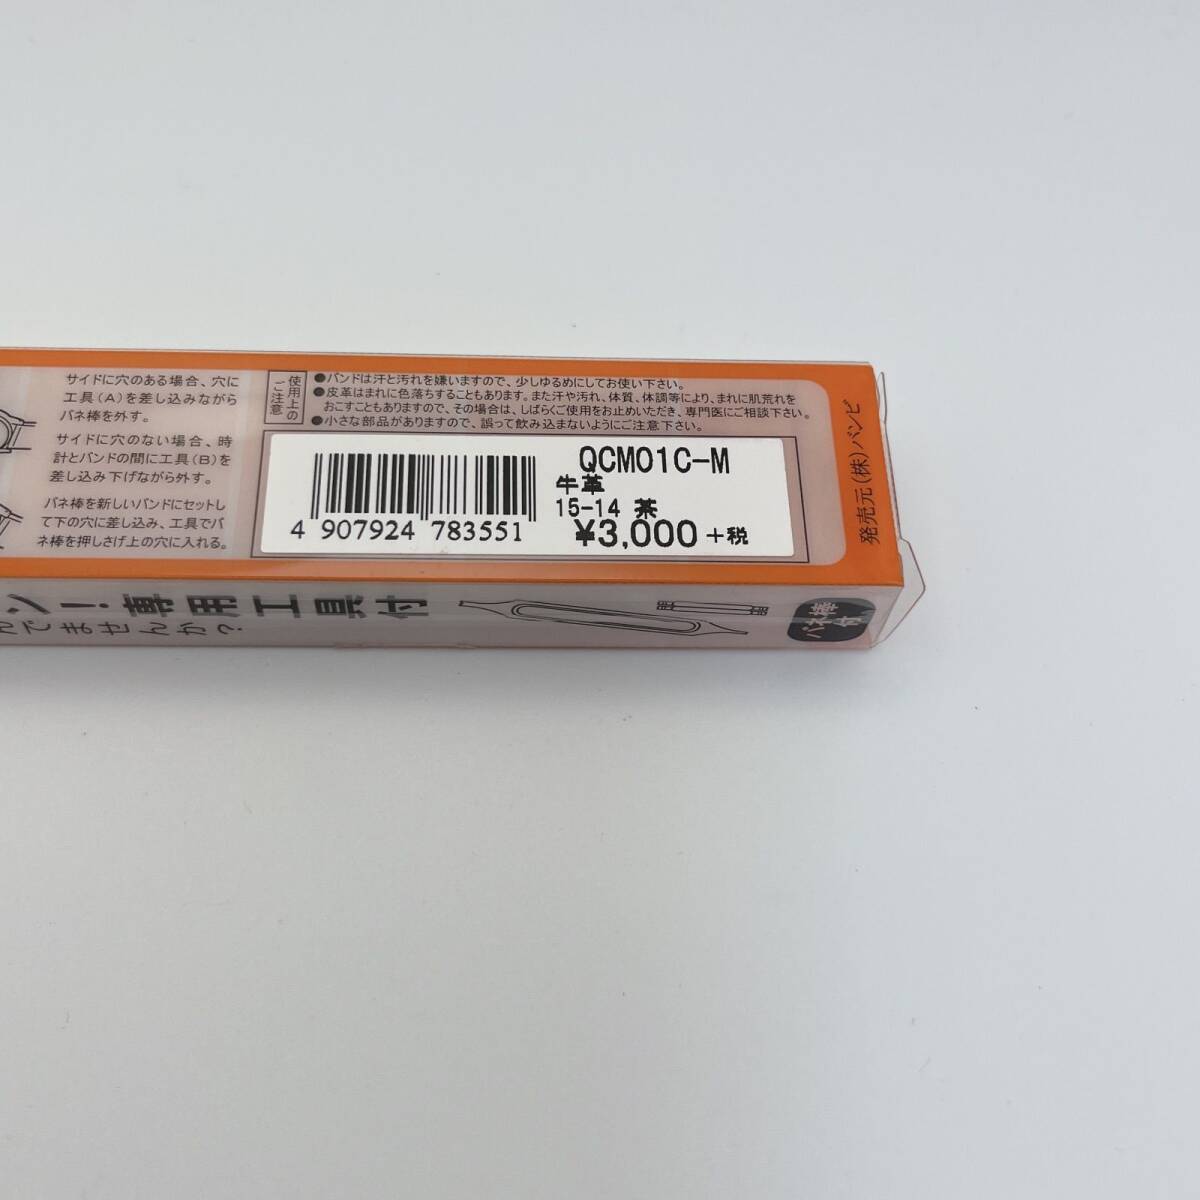 サイドに穴のある場合、穴に
工具(A)を差し込みながら
バネ棒を外す。
サイドに穴のない場合、時
計とバンドの間に工具(B)を
差し込み下げながら外す。
バネ棒を新しいバンドにセットし
て下の穴に差し込み、工具でバ
ネ棒を押しさげ上の穴に入れる。
使用上の
ご注意
●バンドは汗と汚れを嫌いますので、少しゆるめにしてお使い下さい。
●皮革はまれに色落ちすることもあります。また汗や汚れ、体質、体調等により、まれに肌荒れを
おこすこともありますので、その場合は、しばらくご使用をお止めいただき、専門医にご相談下さい。
●小さな部品がありますので、誤って飲み込まないようにご注意下さい。
QCM01C-M
牛革
15-14 茶
¥3,000+税
4 907924 783551
発売元(株)バンビ
ン!専用工具付
んでませんか?
バネ棒
付